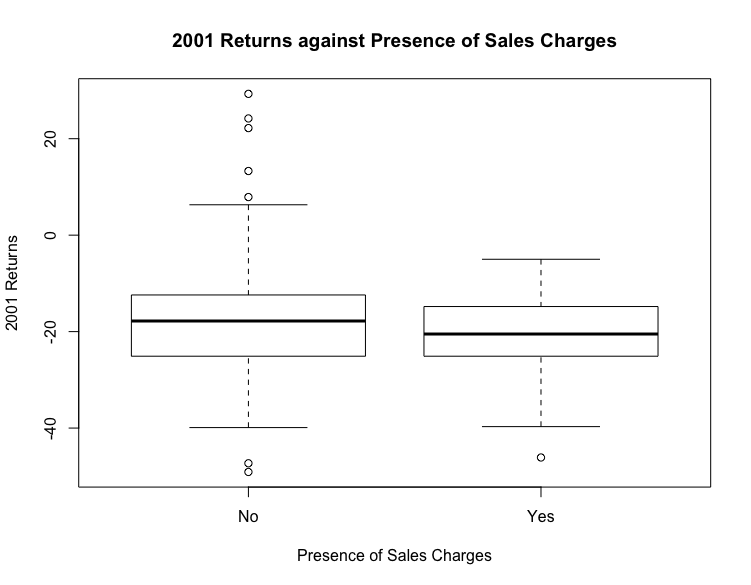 2001 Returns against Presence of Sales Charges
2001 Returns
20
0
-20
-40
No
Yes
Presence of Sales Charges